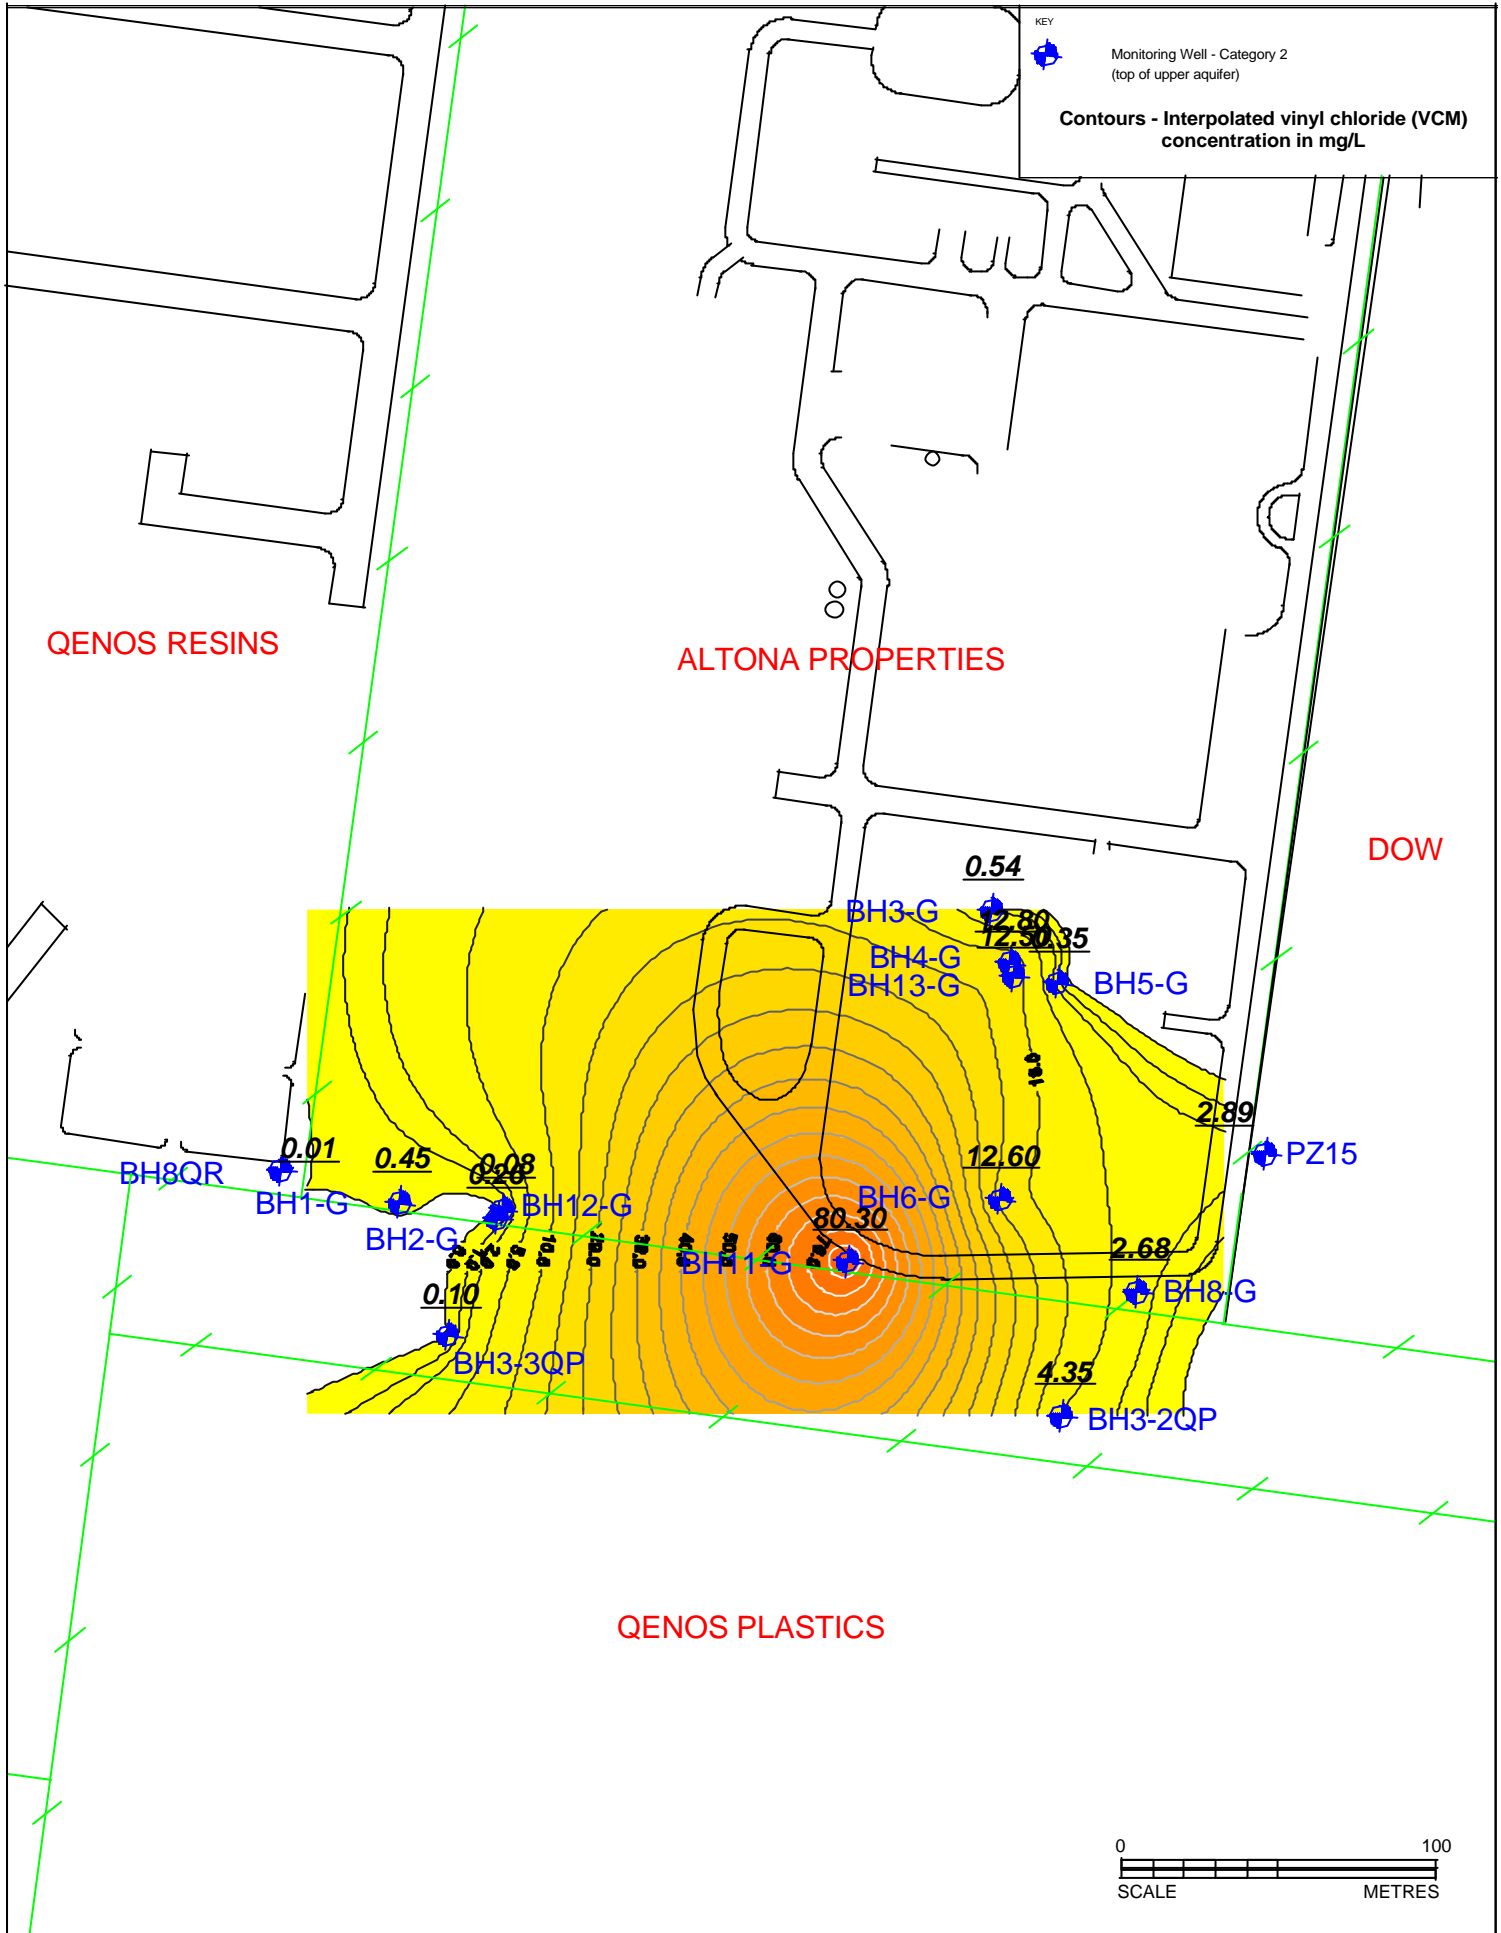 KEY
Monitoring Well - Category 2
(top of upper aquifer)
Contours - Interpolated vinyl chloride (VCM)
concentration in mg/L
QENOS RESINS
ALTONA PROPERTIES
DOW
0.54
BH3-G
12.80
12.50
0.35
BH4-G
BH13-G
BH5-G
2.89
PZ15
0.01
BH8QR
0.45
BH1-G
0.08
0.26
BH12-G
BH2-G
12.60
BH6-G
80.30
BH11-G
2.68
BH8-G
0.10
BH3-3QP
4.35
BH3-2QP
QENOS PLASTICS
0
100
SCALE
METRES